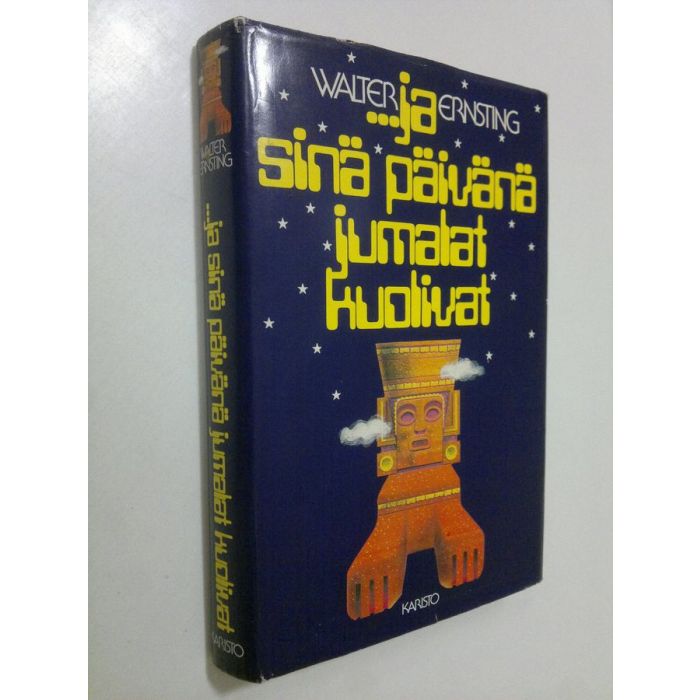 WALTER ERNSTING
...ja
sinä päivänä
jumalat
kuolivat
KARISTO
WALTER
ERNSTING
...ja sinä päivänä jumalat kuolivat
KARISTO